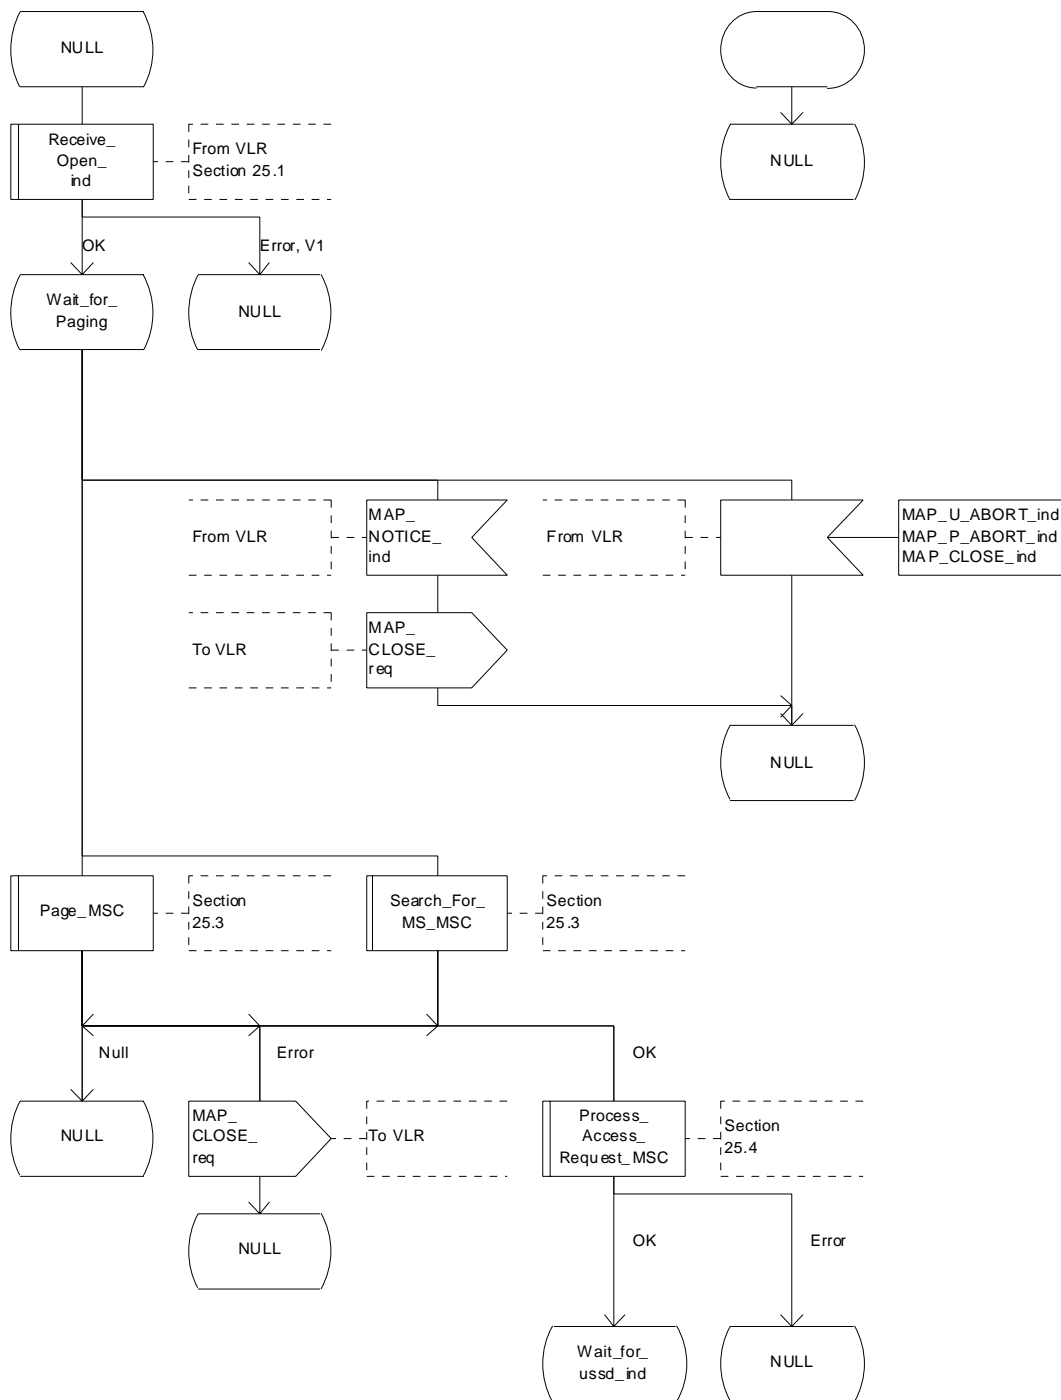 NULL
Receive_
Open_
ind
From VLR
Section 25.1
NULL
OK
Error, V1
Wait_for_
Paging
NULL
From VLR
MAP_
NOTICE_
ind
From VLR
MAP_U_ABORT_ind
MAP_P_ABORT_ind
MAP_CLOSE_ind
To VLR
MAP_
CLOSE_
req
NULL
Page_MSC
Section
25.3
Search_For_
MS_MSC
Section
25.3
Null
Error
OK
NULL
MAP_
CLOSE_
req
To VLR
Process_
Access_
Request_MSC
Section
25.4
NULL
OK
Error
Wait_for_
ussd_ind
NULL